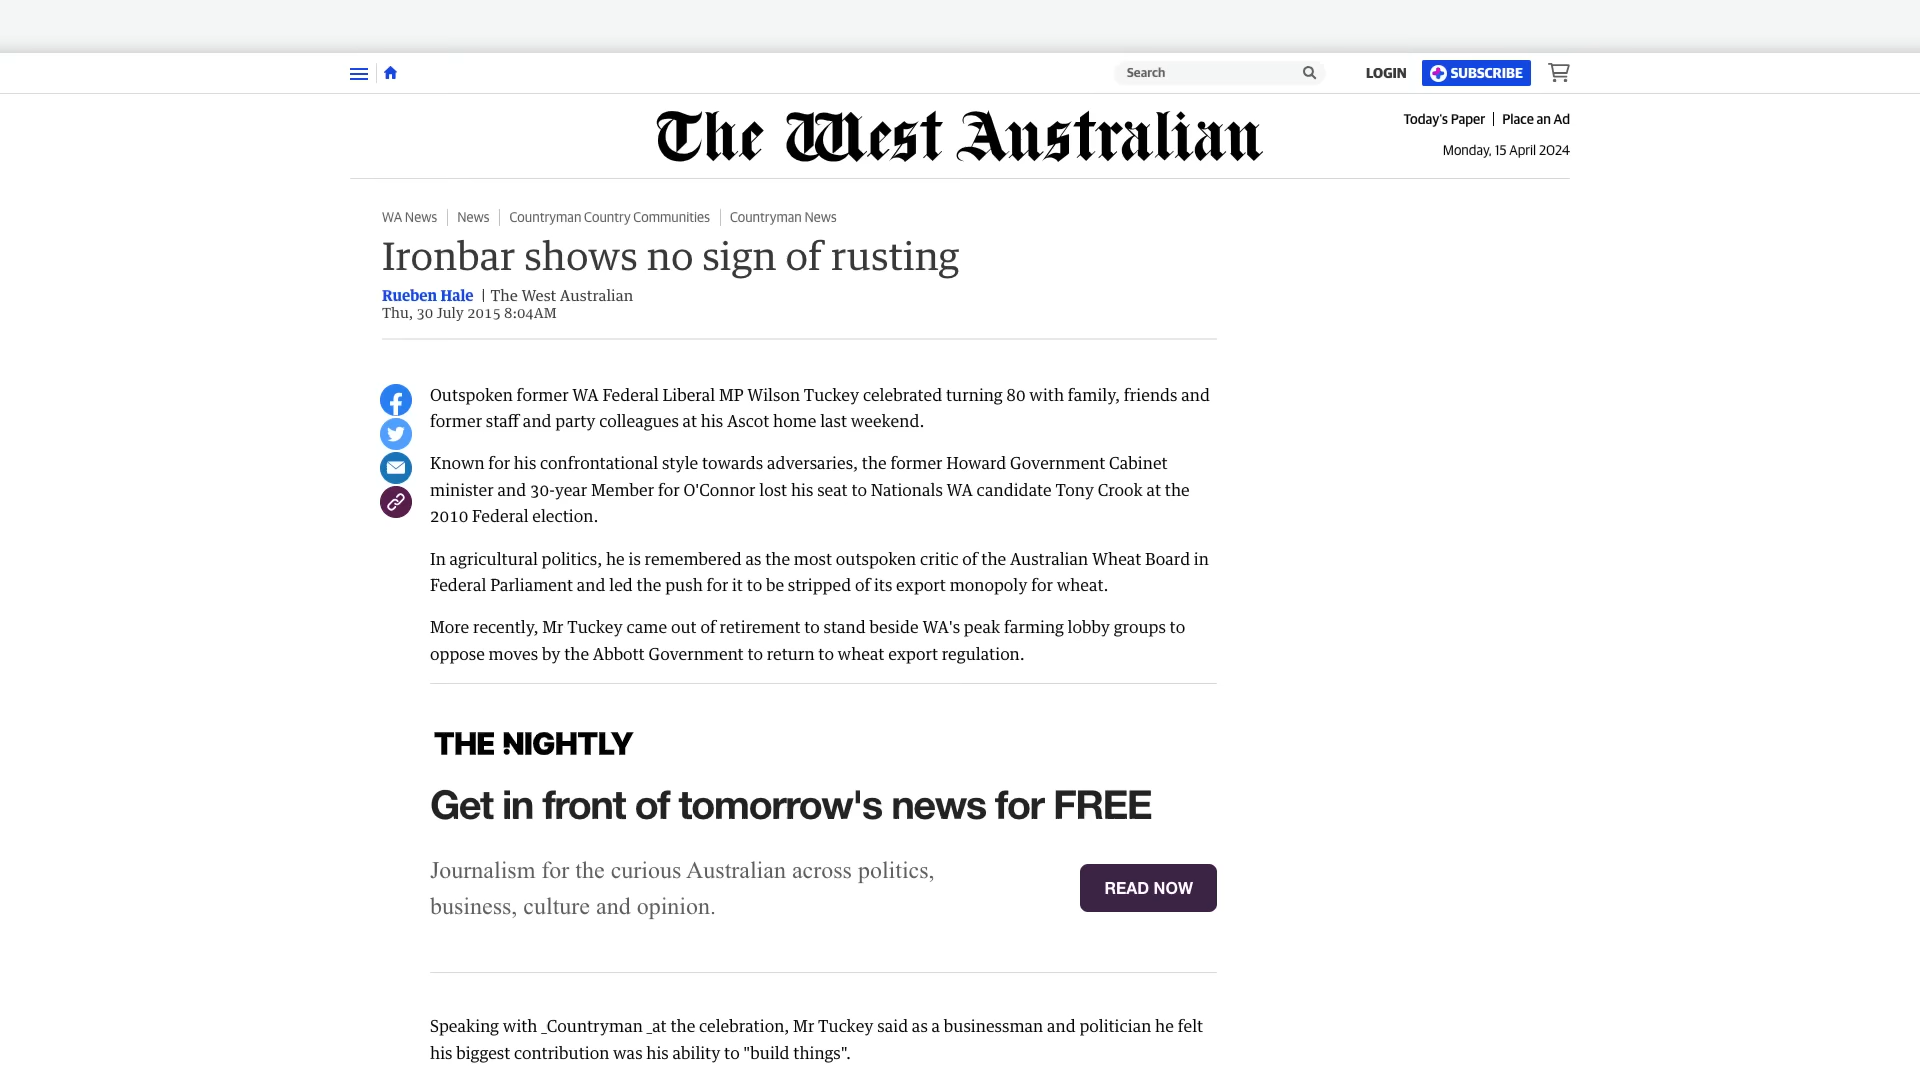 Search
LOGIN
SUBSCRIBE
The West Australian
Today's Paper
Place an Ad
Monday, 15 April 2024
WA News
News
Countryman Country Communities
Countryman News
Ironbar shows no sign of rusting
Rueben Hale | The West Australian
Thu, 30 July 2015 8:04AM
Outspoken former WA Federal Liberal MP Wilson Tuckey celebrated turning 80 with family, friends and
former staff and party colleagues at his Ascot home last weekend.
Known for his confrontational style towards adversaries, the former Howard Government Cabinet
minister and 30-year Member for O'Connor lost his seat to Nationals WA candidate Tony Crook at the
2010 Federal election.
In agricultural politics, he is remembered as the most outspoken critic of the Australian Wheat Board in
Federal Parliament and led the push for it to be stripped of its export monopoly for wheat.
More recently, Mr Tuckey came out of retirement to stand beside WA's peak farming lobby groups to
oppose moves by the Abbott Government to return to wheat export regulation.
THE NIGHTLY
Get in front of tomorrow's news for FREE
Journalism for the curious Australian across politics,
business, culture and opinion.
READ NOW
Speaking with _Countryman _at the celebration, Mr Tuckey said as a businessman and politician he felt
his biggest contribution was his ability to "build things".